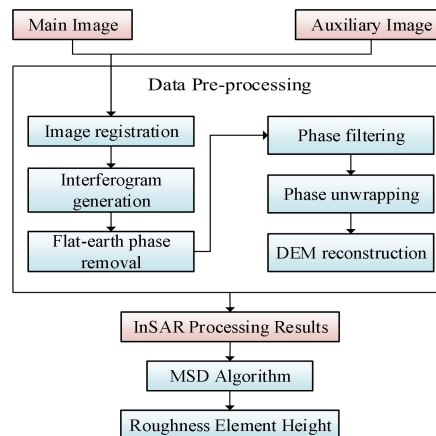 Main Image
Auxiliary Image
Data Pre-processing
Image registration
Interferogram
generation
Flat-earth phase
removal
Phase filtering
Phase unwrapping
DEM reconstruction
InSAR Processing Results
MSD Algorithm
Roughness Element Height